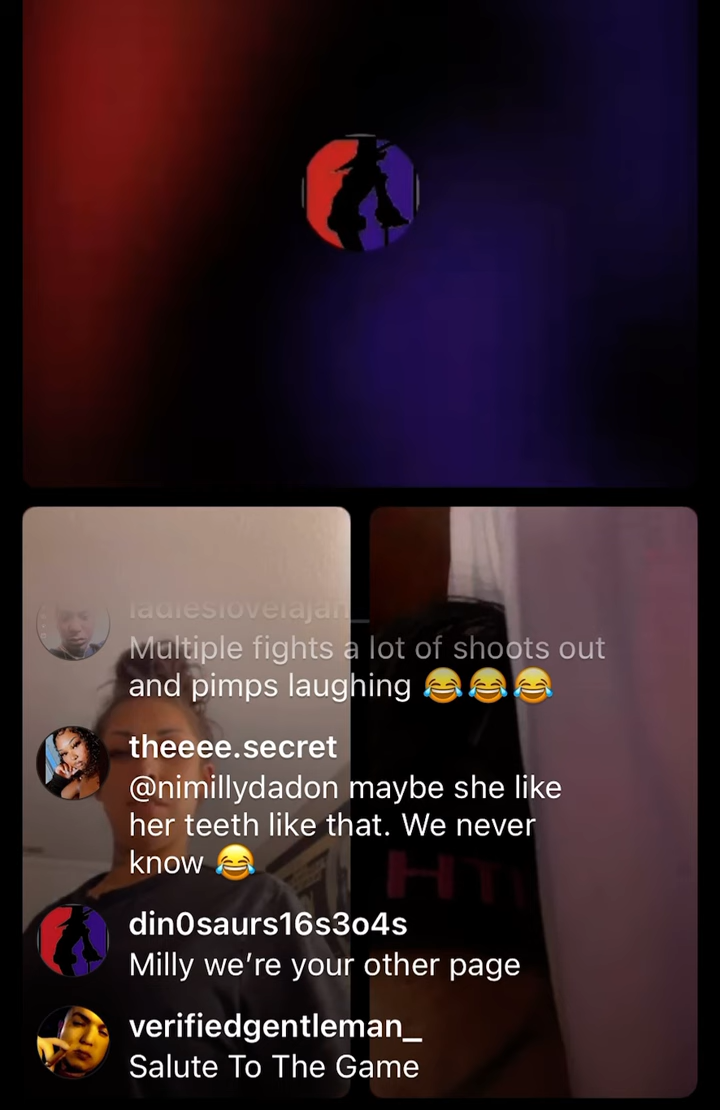 ladieslovelajah_
Multiple fights a lot of shoots out
and pimps laughing 😂😂😂
theeee.secret
@nimillydadon maybe she like
her teeth like that. We never
know 😂
din0saurs16s3o4s
Milly we’re your other page
verifiedgentleman_
Salute To The Game